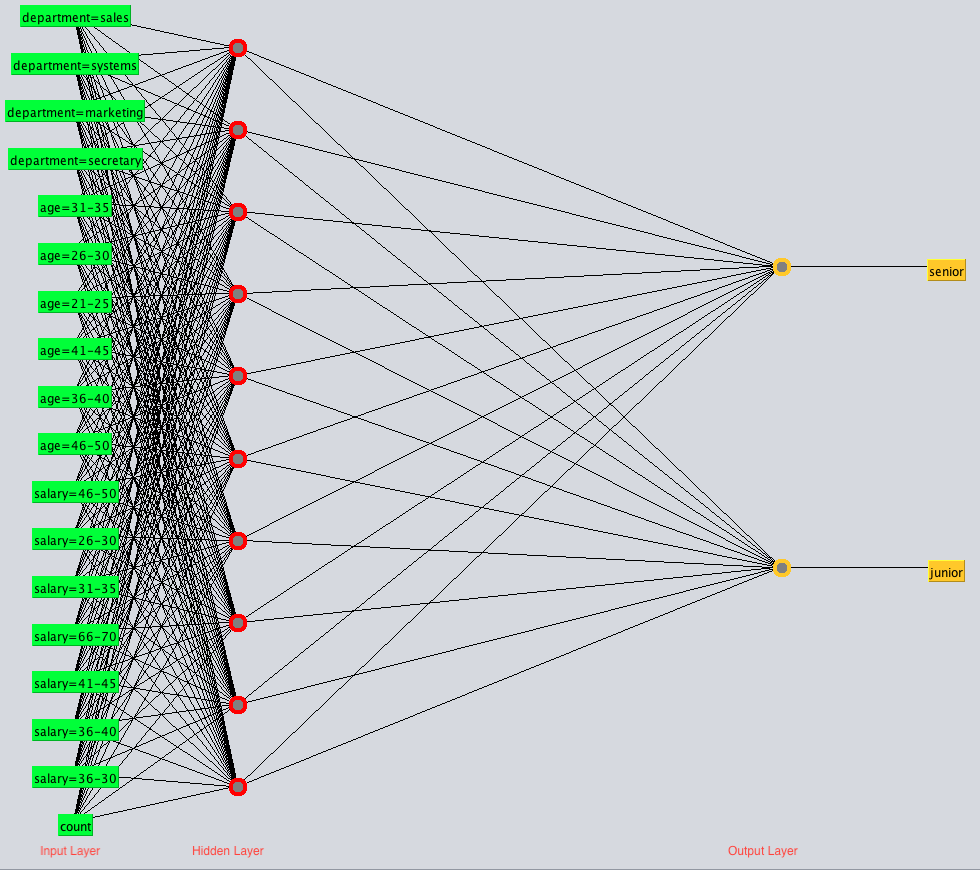 department=sales
department=systems
department=marketing
department=secretary
age=31-35
age=26-30
age=21-25
age=41-45
age=36-40
age=46-50
salary=46-50
salary=26-30
salary=31-35
salary=66-70
salary=41-45
salary=36-40
salary=36-30
count
senior
junior
Input Layer
Hidden Layer
Output Layer